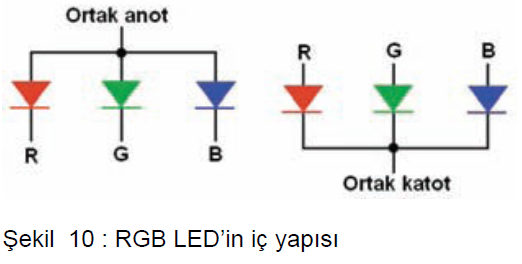 Ortak anot
R G B
R G B
Ortak katot
Şekil 10 : RGB LED’in iç yapısı